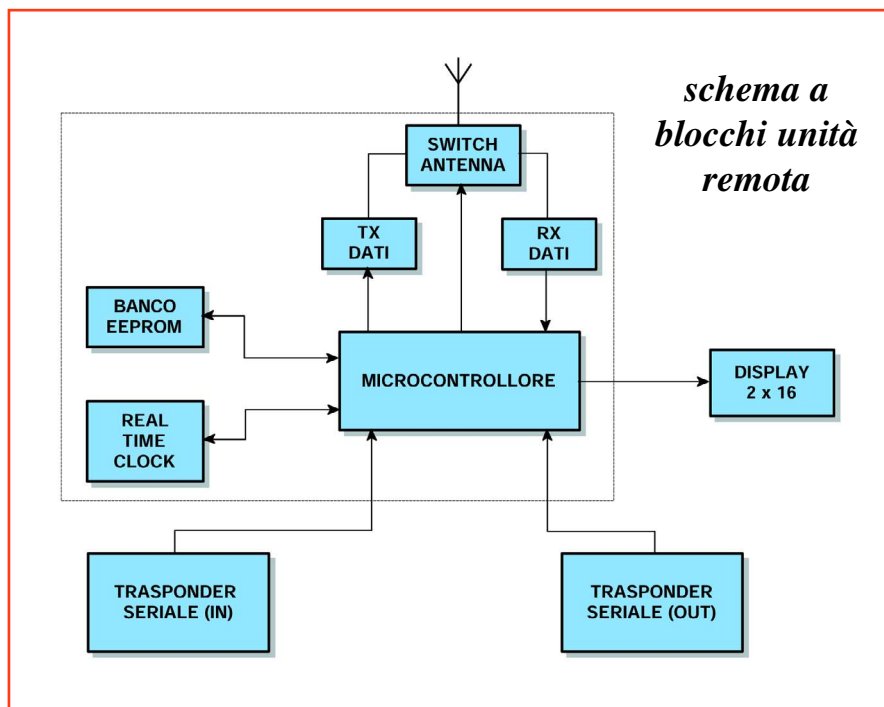 schema a
blocchi unità
remota
SWITCH
ANTENNA
TX
DATI
RX
DATI
BANCO
EEPROM
MICROCONTROLLORE
DISPLAY
2 x 16
REAL
TIME
CLOCK
TRASPONDER
SERIALE (IN)
TRASPONDER
SERIALE (OUT)